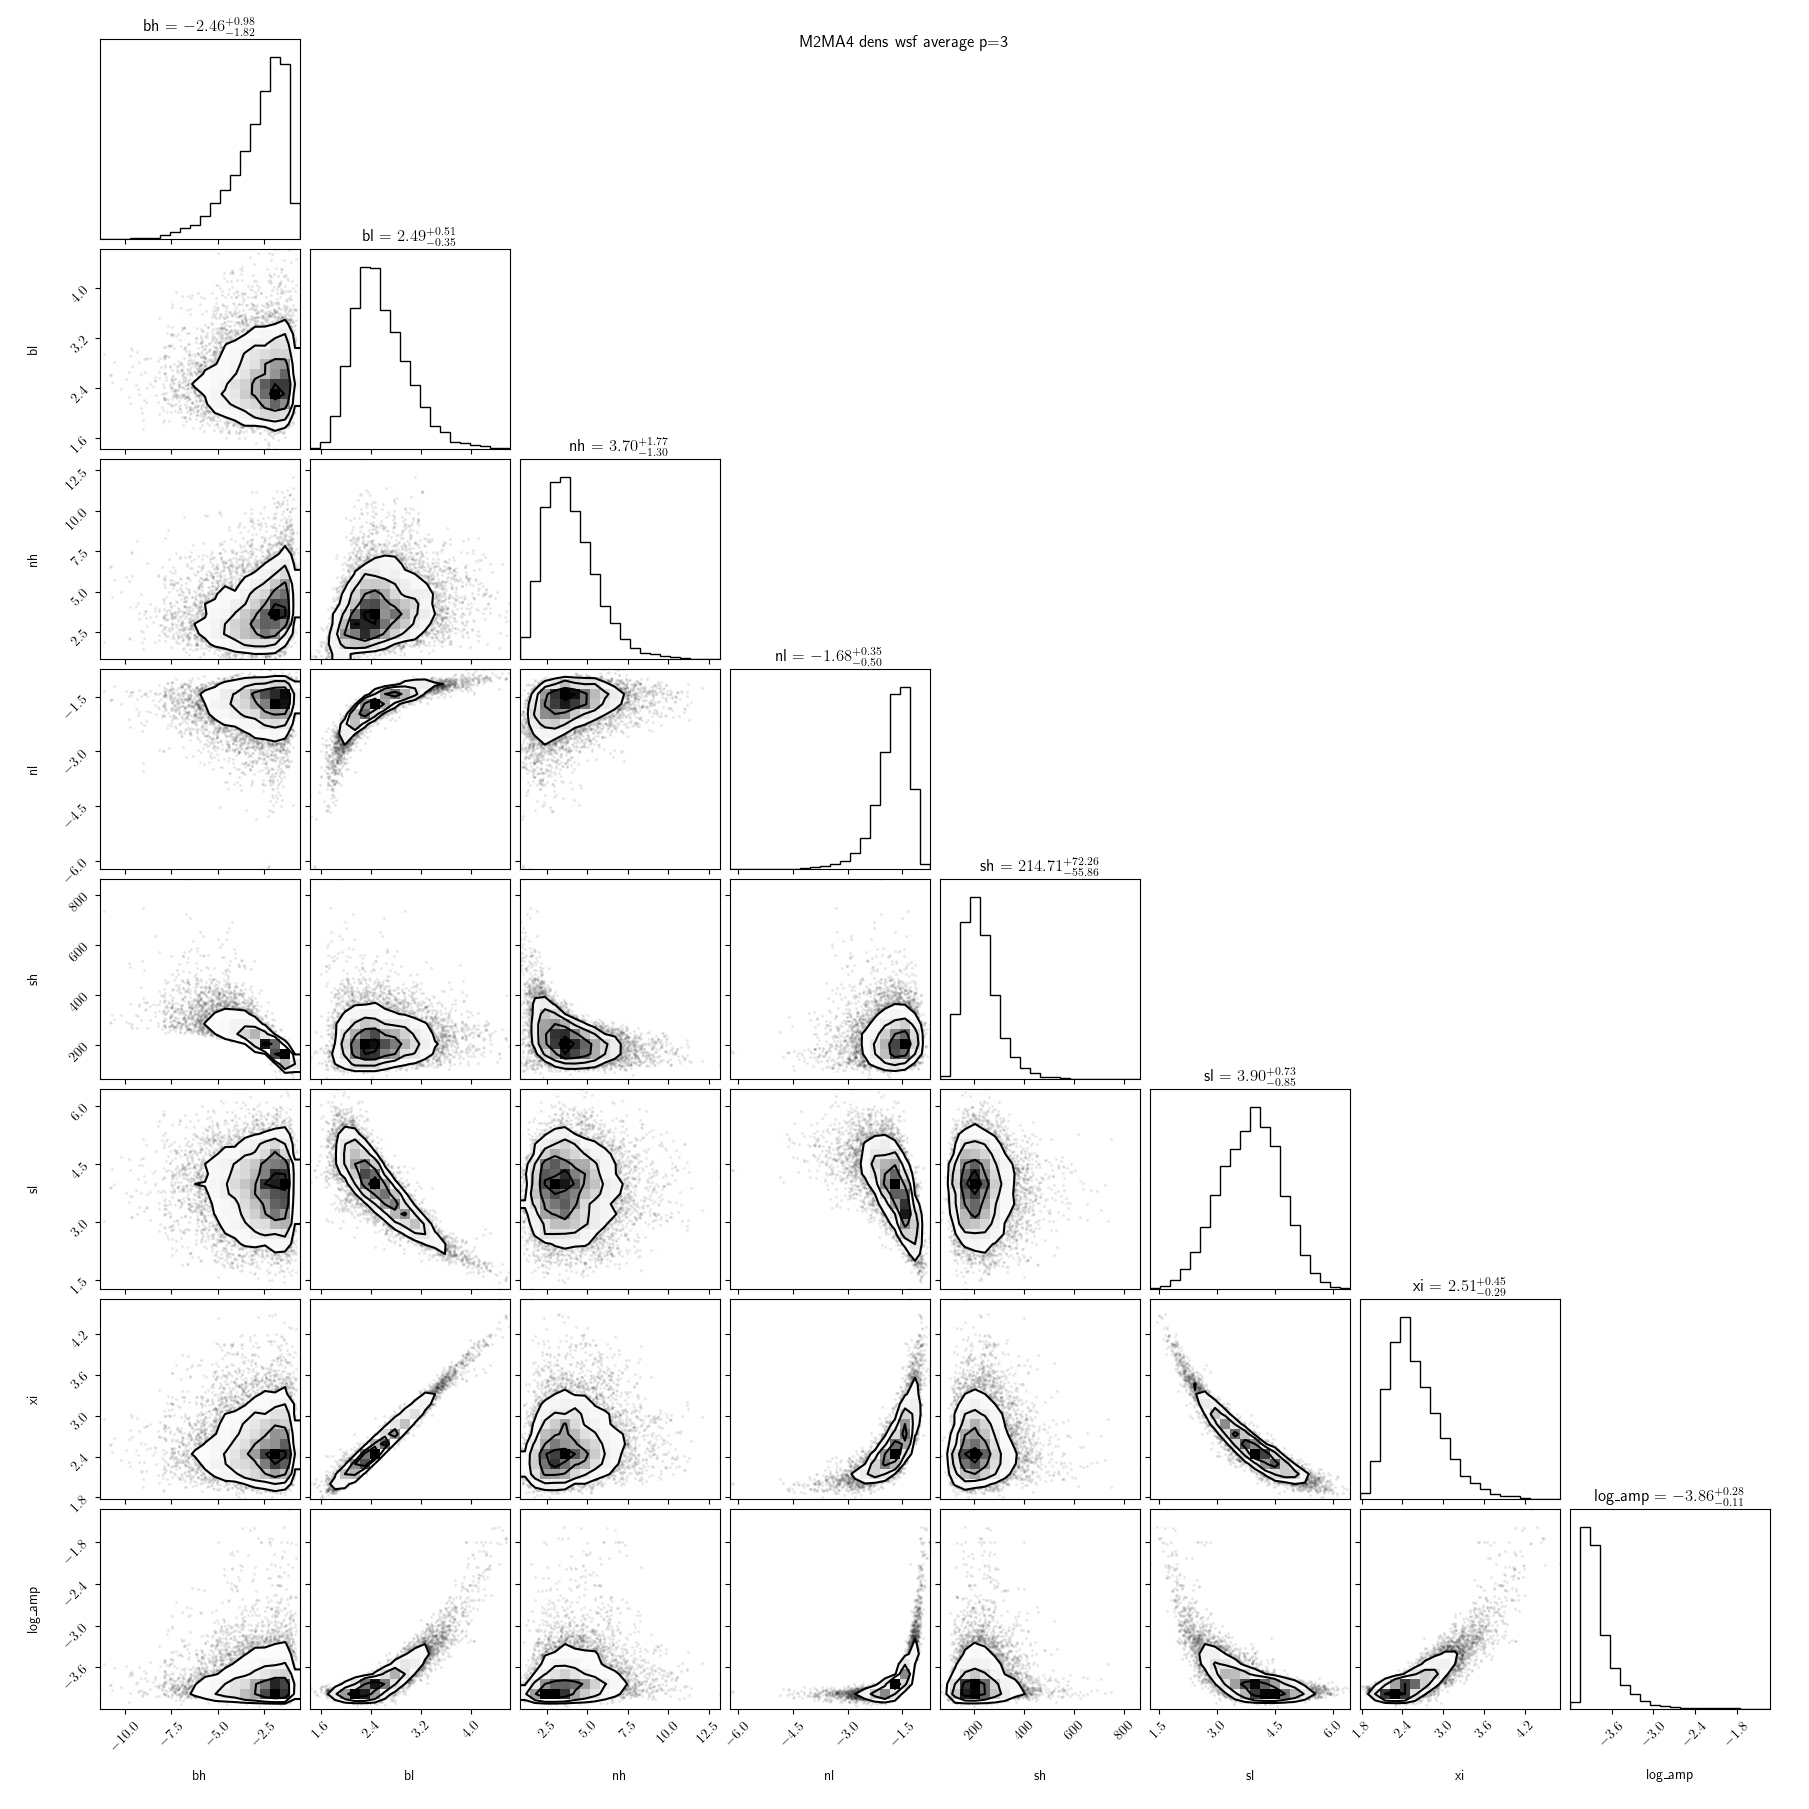 M2MA4 dens wsf average p=3
bh = −2.46 +0.98 −1.82
bl = 2.49 +0.51 −0.35
nh = 3.70 +1.77 −1.30
nl = −1.68 +0.35 −0.50
sh = 214.71 +72.26 −55.86
sl = 3.90 +0.73 −0.85
xi = 2.51 +0.45 −0.29
log_amp = −3.86 +0.28 −0.11
bl
4.0
3.2
2.4
1.6
nh
12.5
10.0
7.5
5.0
2.5
nl
−1.5
−3.0
−4.5
−6.0
sh
800
600
400
200
sl
6.0
4.5
3.0
1.5
xi
4.2
3.6
3.0
2.4
1.8
log_amp
−1.8
−2.4
−3.0
−3.6
−10.0 −7.5 −5.0 −2.5 1.6 2.4 3.2 4.0 2.5 5.0 7.5 10.0 12.5 −6.0 −4.5 −3.0 −1.5 200 400 600 800 1.5 3.0 4.5 6.0 1.8 2.4 3.0 3.6 4.2 −3.6 −3.0 −2.4 −1.8
bh bl nh nl sh sl xi log_amp